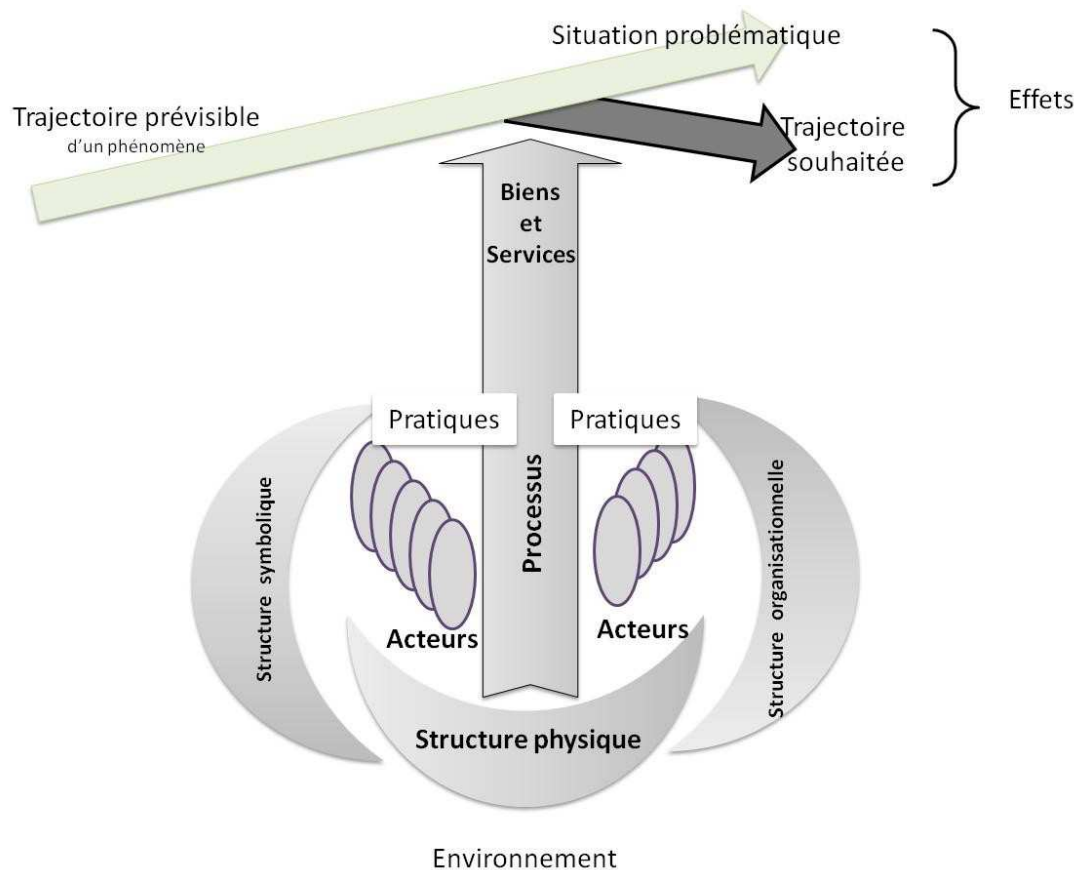 Situation problématique
Trajectoire prévisible
d'un phénomène
Effets
Trajectoire
souhaitée
Biens
et
Services
Pratiques
Pratiques
Processus
Structure symbolique
Structure organisationnelle
Acteurs
Acteurs
Structure physique
Environnement